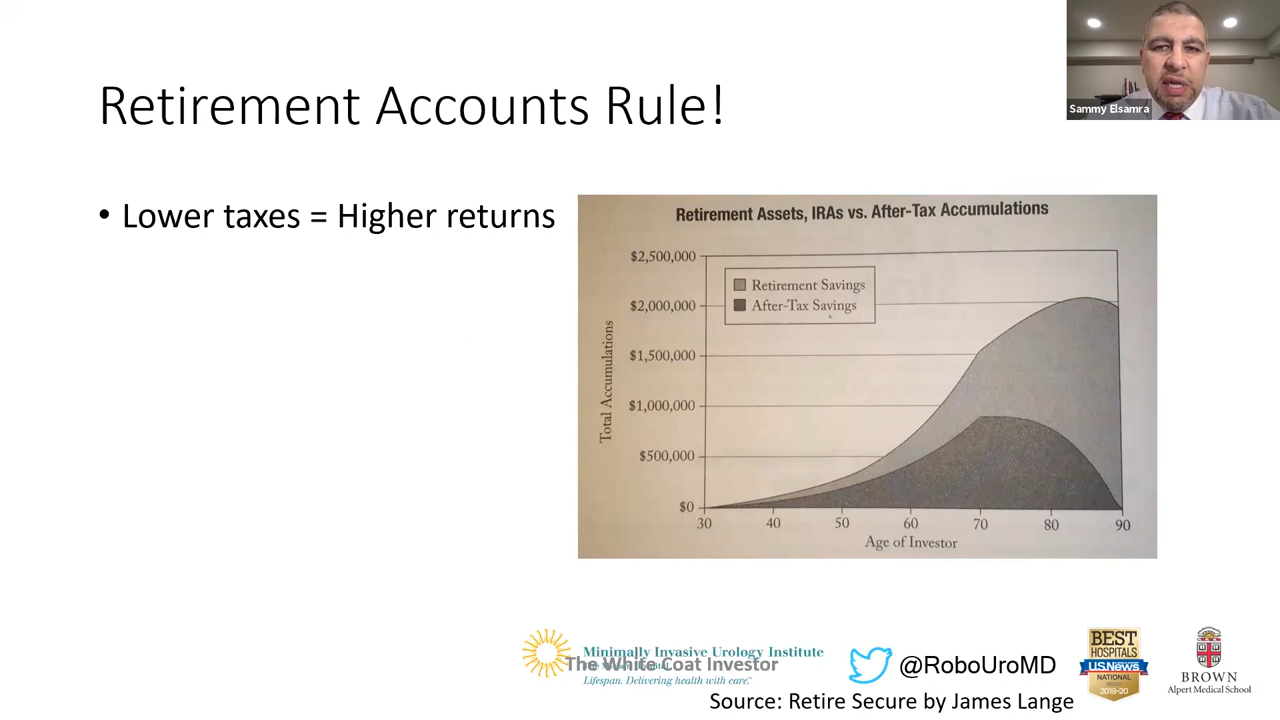 Retirement Accounts Rule!
Sammy Elsamra
• Lower taxes = Higher returns
Retirement Assets, IRAs vs. After-Tax Accumulations
$2,500,000
$2,000,000
$1,500,000
$1,000,000
$500,000
$0
Retirement Savings
After-Tax Savings
Total Accumulations
30 40 50 60 70 80 90
Age of Investor
Minimally Invasive Urology Institute
The White Coat Investor
Lifespan. Delivering health with care.
@RoboUroMD
BEST
HOSPITALS
U.S.News
NATIONAL
2019-20
BROWN
Alpert Medical School
Source: Retire Secure by James Lange